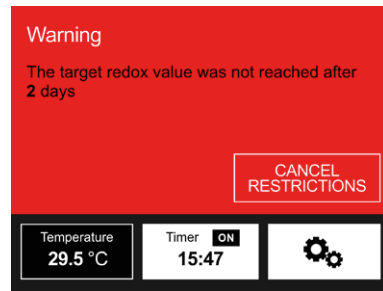 Warning
The target redox value was not reached after
2 days
CANCEL
RESTRICTIONS
Temperature
29.5 °C
Timer ON
15:47